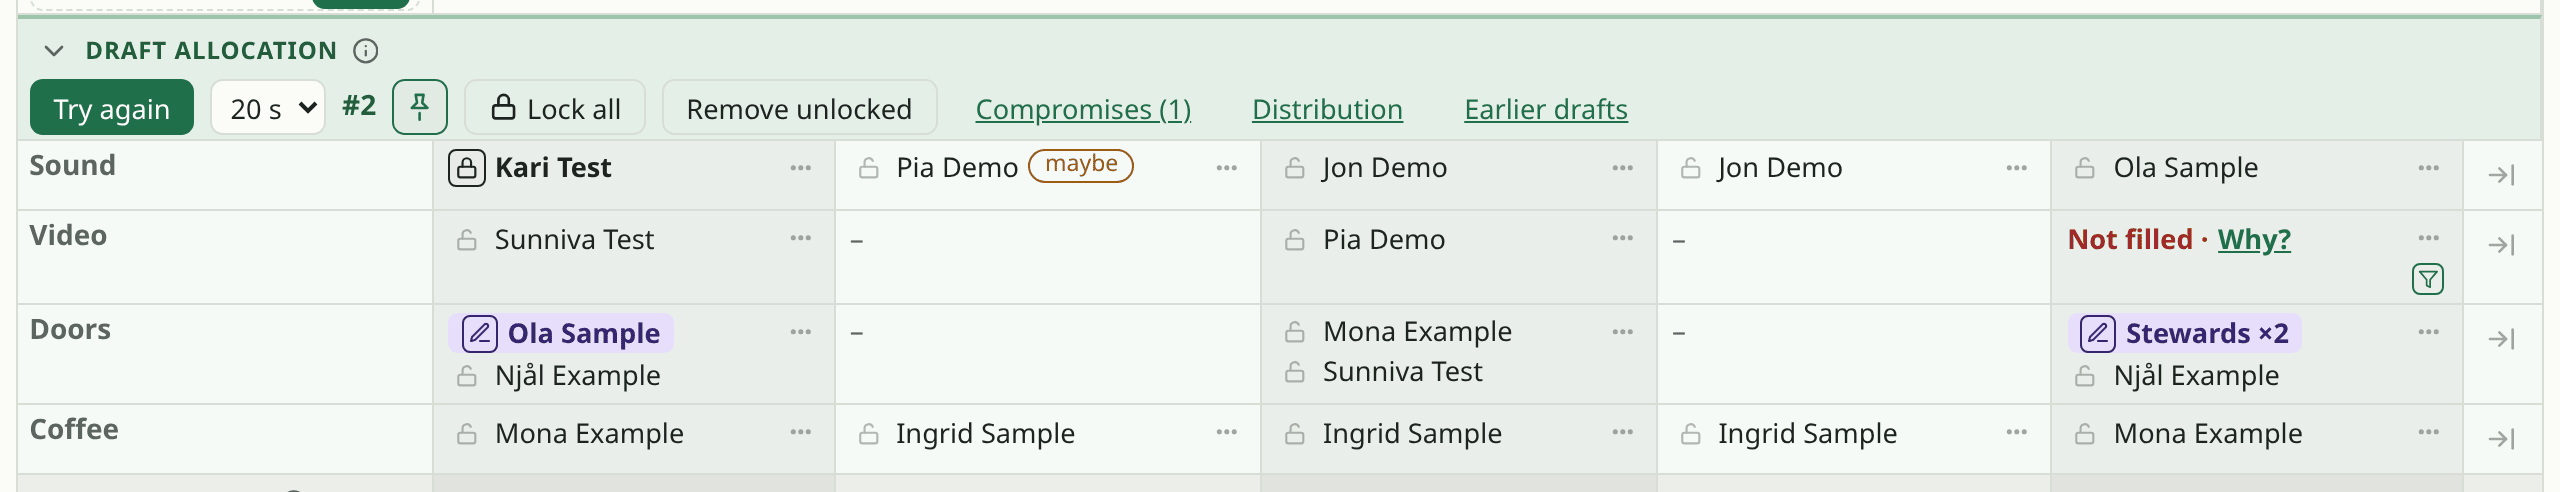 DRAFT ALLOCATION
Try again 20 s #2 Lock all Remove unlocked Compromises (1) Distribution Earlier drafts
Sound Kari Test Pia Demo maybe Jon Demo Jon Demo Ola Sample
Video Sunniva Test – Pia Demo – Not filled · Why?
Doors Ola Sample – Mona Example – Stewards ×2
Njål Example Sunniva Test Njål Example
Coffee Mona Example Ingrid Sample Ingrid Sample Ingrid Sample Mona Example